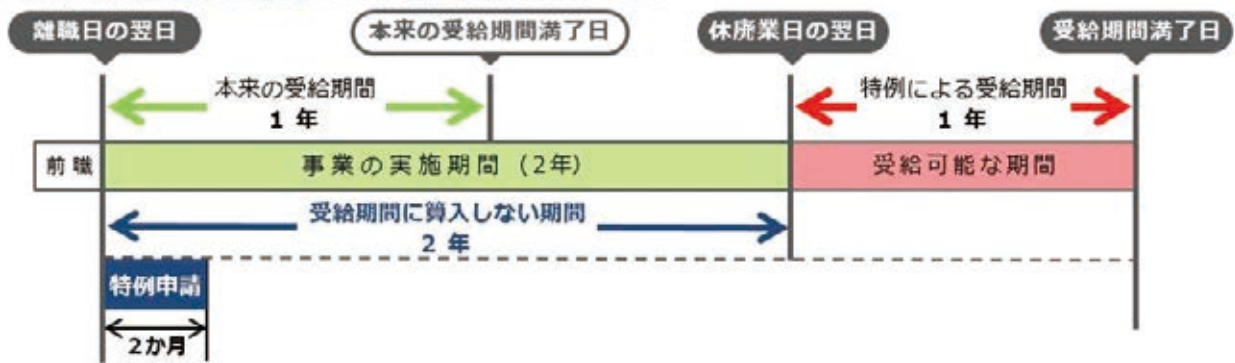 離職日の翌日
本来の受給期間満了日
休廃業日の翌日
受給期間満了日
本来の受給期間
1 年
特例による受給期間
1 年
前職
事業の実施期間（2年）
受給可能な期間
受給期間に算入しない期間
2 年
特例申請
2か月